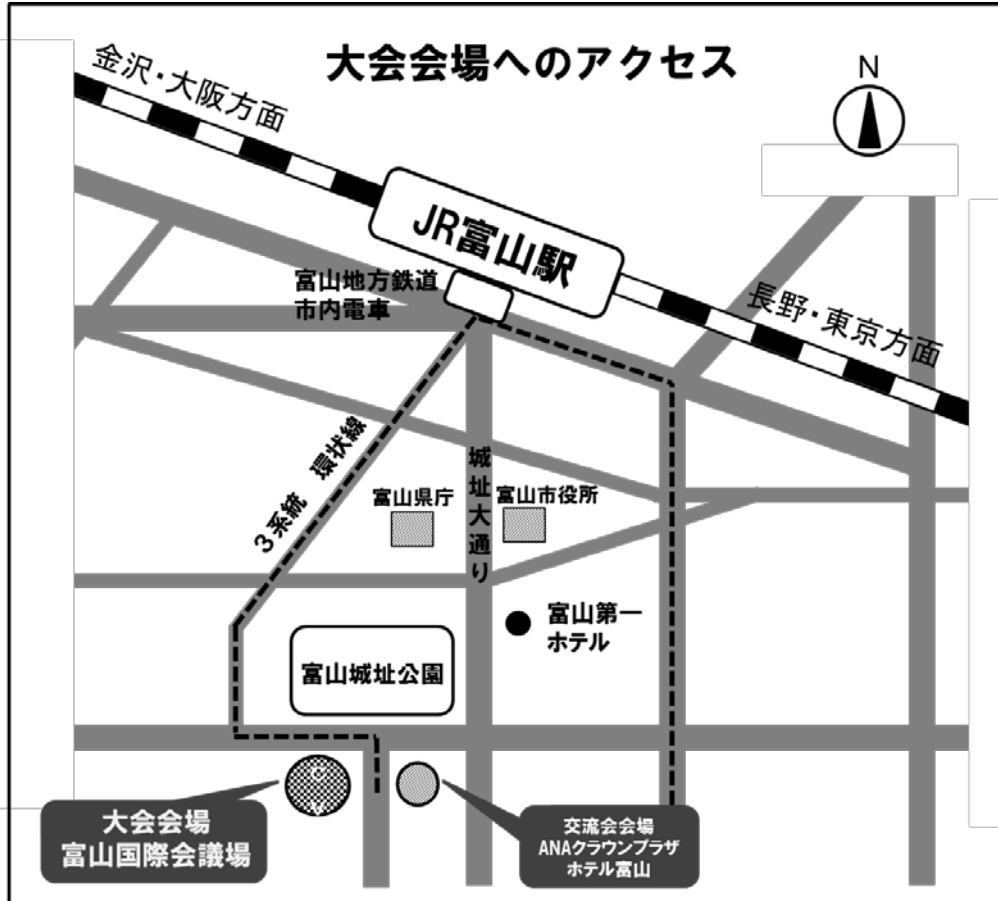 大会会場へのアクセス
N
金沢・大阪方面
JR富山駅
富山地方鉄道
市内電車
長野・東京方面
3系統 環状線
城址大通り
富山県庁
富山市役所
富山第一
ホテル
富山城址公園
大会会場
富山国際会議場
交流会会場
ANAクラウンプラザ
ホテル富山